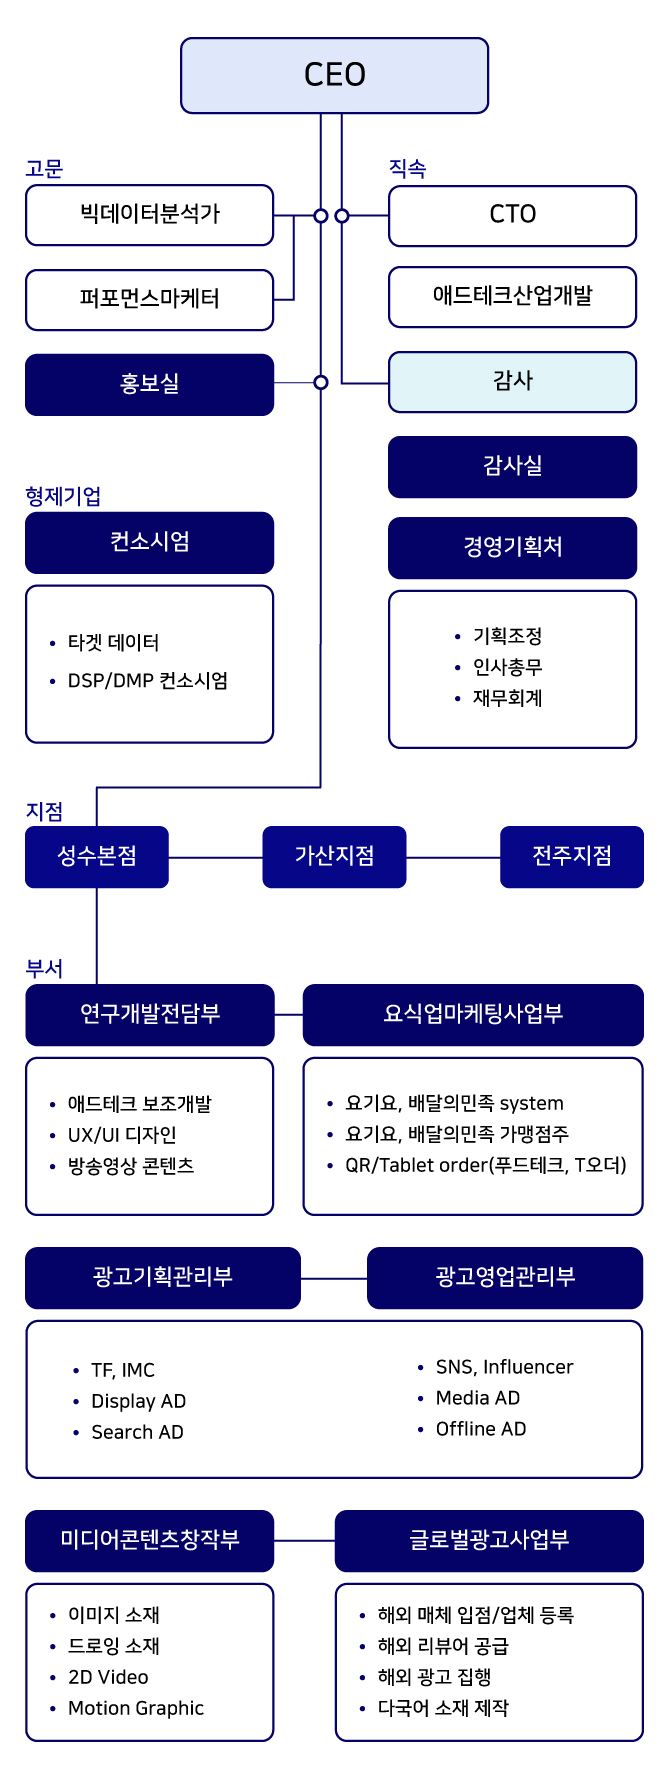 CEO
고문
빅데이터분석가
퍼포먼스마케터
홍보실
직속
CTO
애드테크산업개발
감사
감사실
경영기획처
• 기획조정
• 인사총무
• 재무회계
형제기업
컨소시엄
• 타겟 데이터
• DSP/DMP 컨소시엄
지점
성수본점
가산지점
전주지점
부서
연구개발전담부
• 애드테크 보조개발
• UX/UI 디자인
• 방송영상 콘텐츠
요식업마케팅사업부
• 요기요, 배달의민족 system
• 요기요, 배달의민족 가맹점주
• QR/Tablet order(푸드테크, T오더)
광고기획관리부
광고영업관리부
• TF, IMC
• Display AD
• Search AD
• SNS, Influencer
• Media AD
• Offline AD
미디어콘텐츠창작부
• 이미지 소재
• 드로잉 소재
• 2D Video
• Motion Graphic
글로벌광고사업부
• 해외 매체 입점/업체 등록
• 해외 리뷰어 공급
• 해외 광고 집행
• 다국어 소재 제작